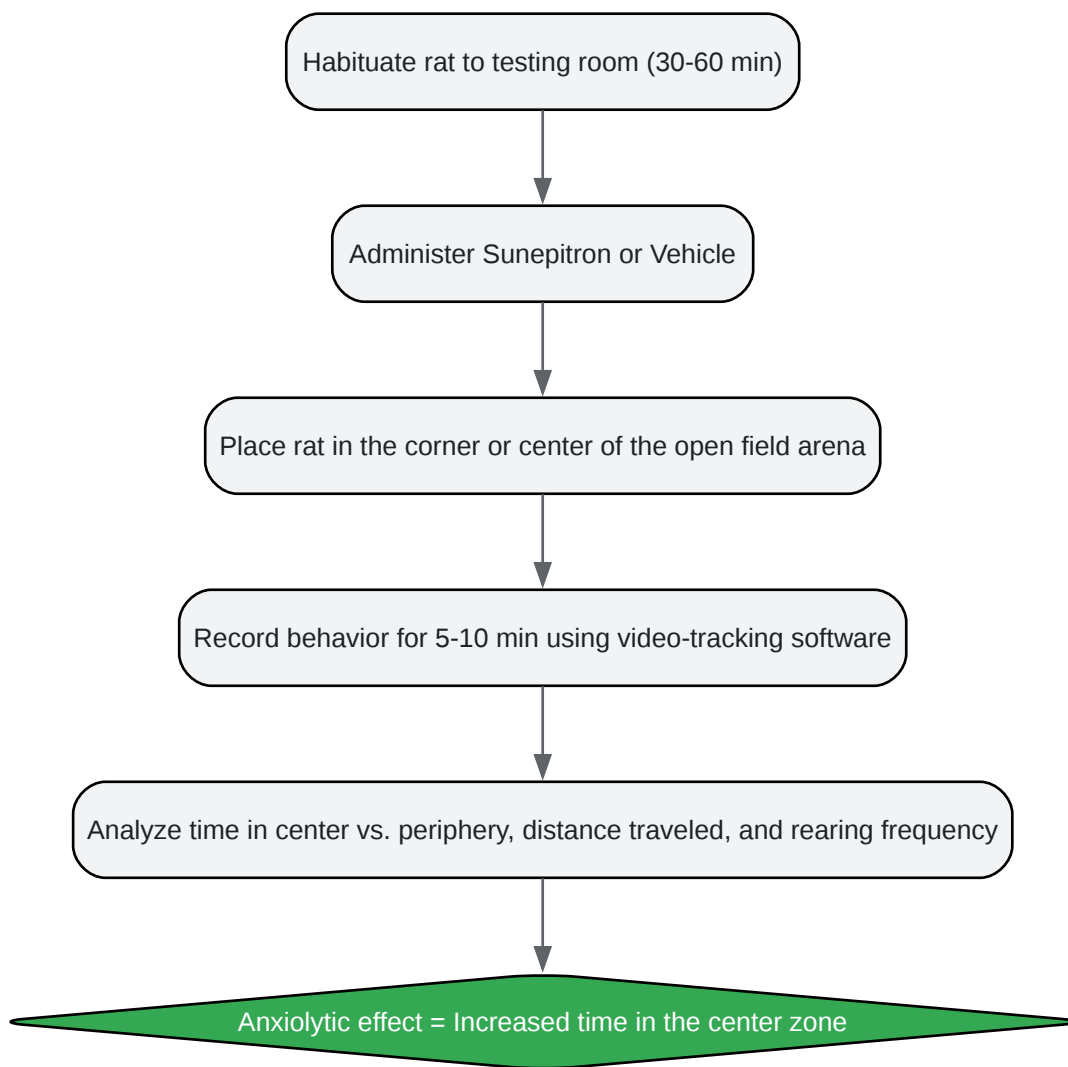 Habituate rat to testing room (30-60 min)
Administer Sunepitron or Vehicle
Place rat in the corner or center of the open field arena
Record behavior for 5-10 min using video-tracking software
Analyze time in center vs. periphery, distance traveled, and rearing frequency
Anxiolytic effect = Increased time in the center zone